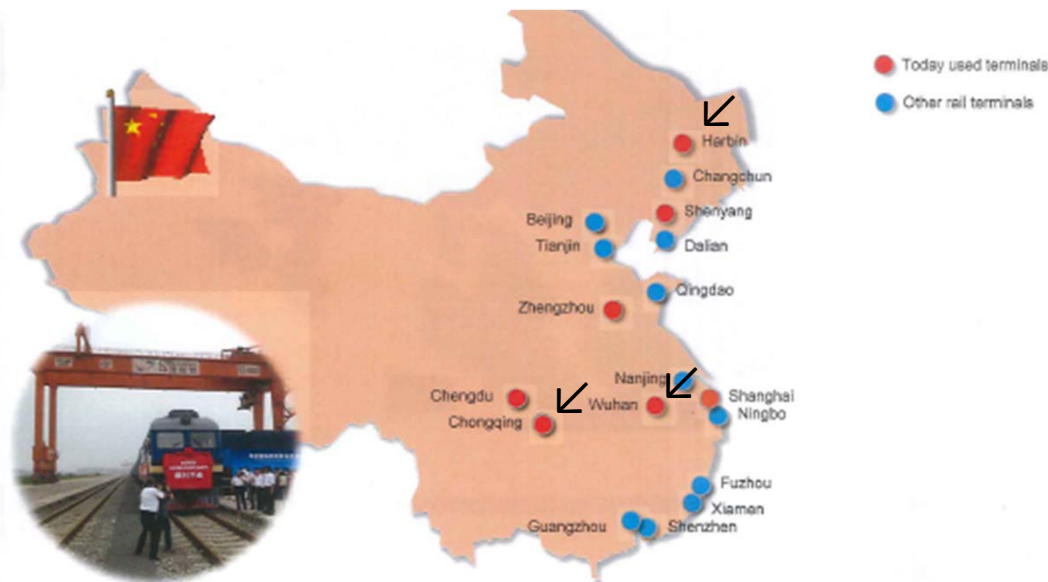 Today used terminals
Other rail terminals
Harbin
Changchun
Shenyang
Beijing
Tianjin
Dalian
Qingdao
Zhengzhou
Nanjing
Chengdu
Wuhan
Shanghai
Ningbo
Chongqing
Fuzhou
Xiamen
Guangzhou
Shenzhen